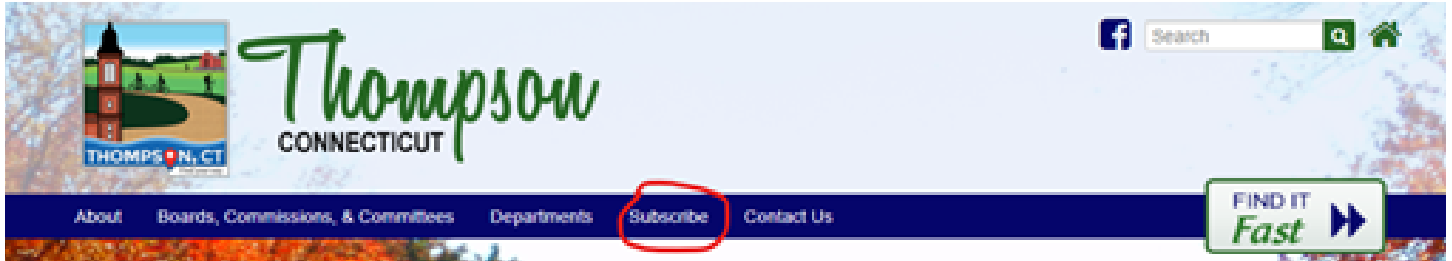 Search
Thompson
CONNECTICUT
THOMPSON, CT
About Boards, Commissions, & Committees Departments Subscribe Contact Us
FIND IT
Fast